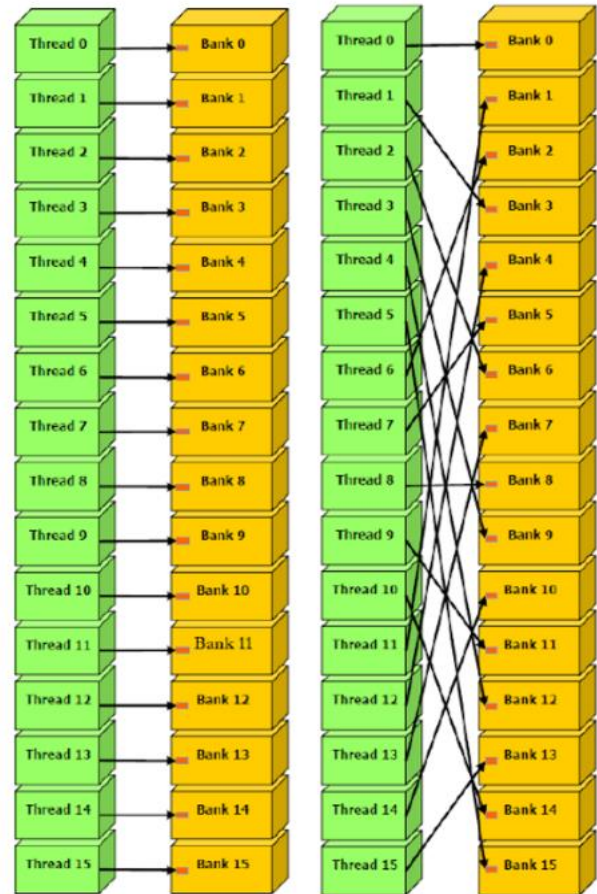 Thread 0 Bank 0 Thread 0 Bank 0
Thread 1 Bank 1 Thread 1 Bank 1
Thread 2 Bank 2 Thread 2 Bank 2
Thread 3 Bank 3 Thread 3 Bank 3
Thread 4 Bank 4 Thread 4 Bank 4
Thread 5 Bank 5 Thread 5 Bank 5
Thread 6 Bank 6 Thread 6 Bank 6
Thread 7 Bank 7 Thread 7 Bank 7
Thread 8 Bank 8 Thread 8 Bank 8
Thread 9 Bank 9 Thread 9 Bank 9
Thread 10 Bank 10 Thread 10 Bank 10
Thread 11 Bank 11 Thread 11 Bank 11
Thread 12 Bank 12 Thread 12 Bank 12
Thread 13 Bank 13 Thread 13 Bank 13
Thread 14 Bank 14 Thread 14 Bank 14
Thread 15 Bank 15 Thread 15 Bank 15